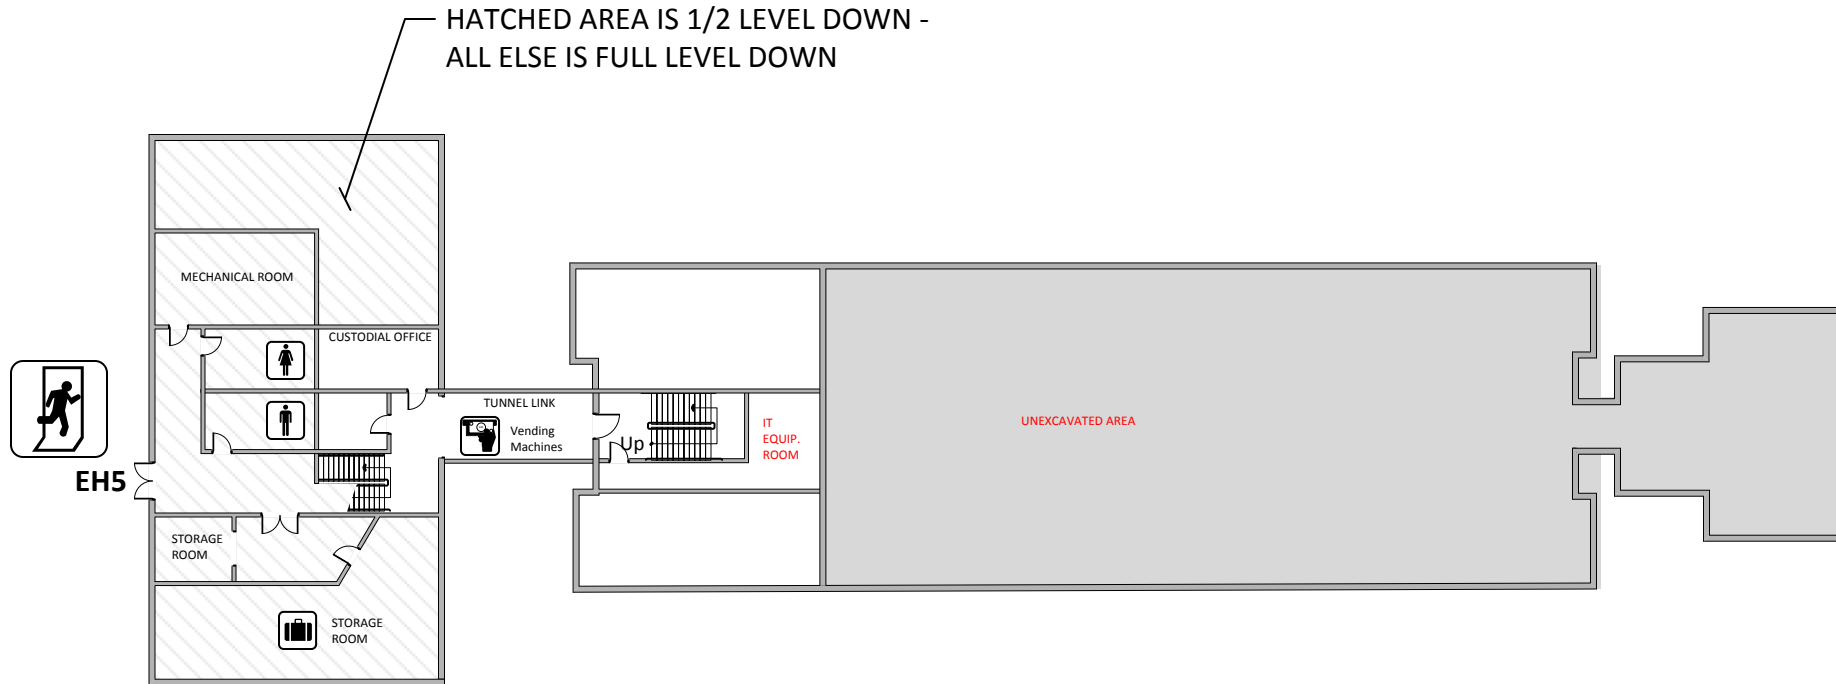 HATCHED AREA IS 1/2 LEVEL DOWN -
ALL ELSE IS FULL LEVEL DOWN
MECHANICAL ROOM
CUSTODIAL OFFICE
TUNNEL LINK
Vending
Machines
Up
IT
EQUIP.
ROOM
UNEXCAVATED AREA
EH5
STORAGE
ROOM
STORAGE
ROOM